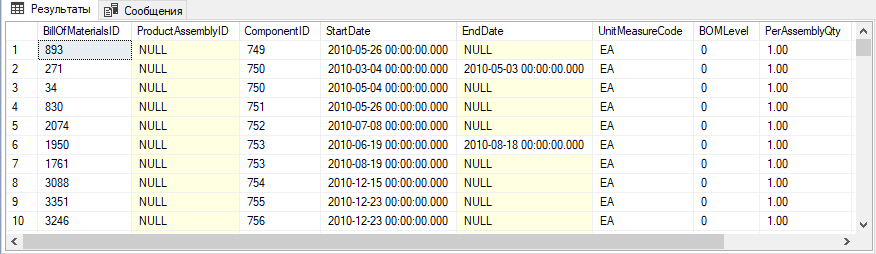 Результаты Сообщения
BillOfMaterialsID ProductAssemblyID ComponentID StartDate EndDate UnitMeasureCode BOMLevel PerAssemblyQty
1 893 NULL 749 2010-05-26 00:00:00.000 NULL EA 0 1.00
2 271 NULL 750 2010-03-04 00:00:00.000 2010-05-03 00:00:00.000 EA 0 1.00
3 34 NULL 750 2010-05-04 00:00:00.000 NULL EA 0 1.00
4 830 NULL 751 2010-05-26 00:00:00.000 NULL EA 0 1.00
5 2074 NULL 752 2010-07-08 00:00:00.000 NULL EA 0 1.00
6 1950 NULL 753 2010-06-19 00:00:00.000 2010-08-18 00:00:00.000 EA 0 1.00
7 1761 NULL 753 2010-08-19 00:00:00.000 NULL EA 0 1.00
8 3088 NULL 754 2010-12-15 00:00:00.000 NULL EA 0 1.00
9 3351 NULL 755 2010-12-23 00:00:00.000 NULL EA 0 1.00
10 3246 NULL 756 2010-12-23 00:00:00.000 NULL EA 0 1.00